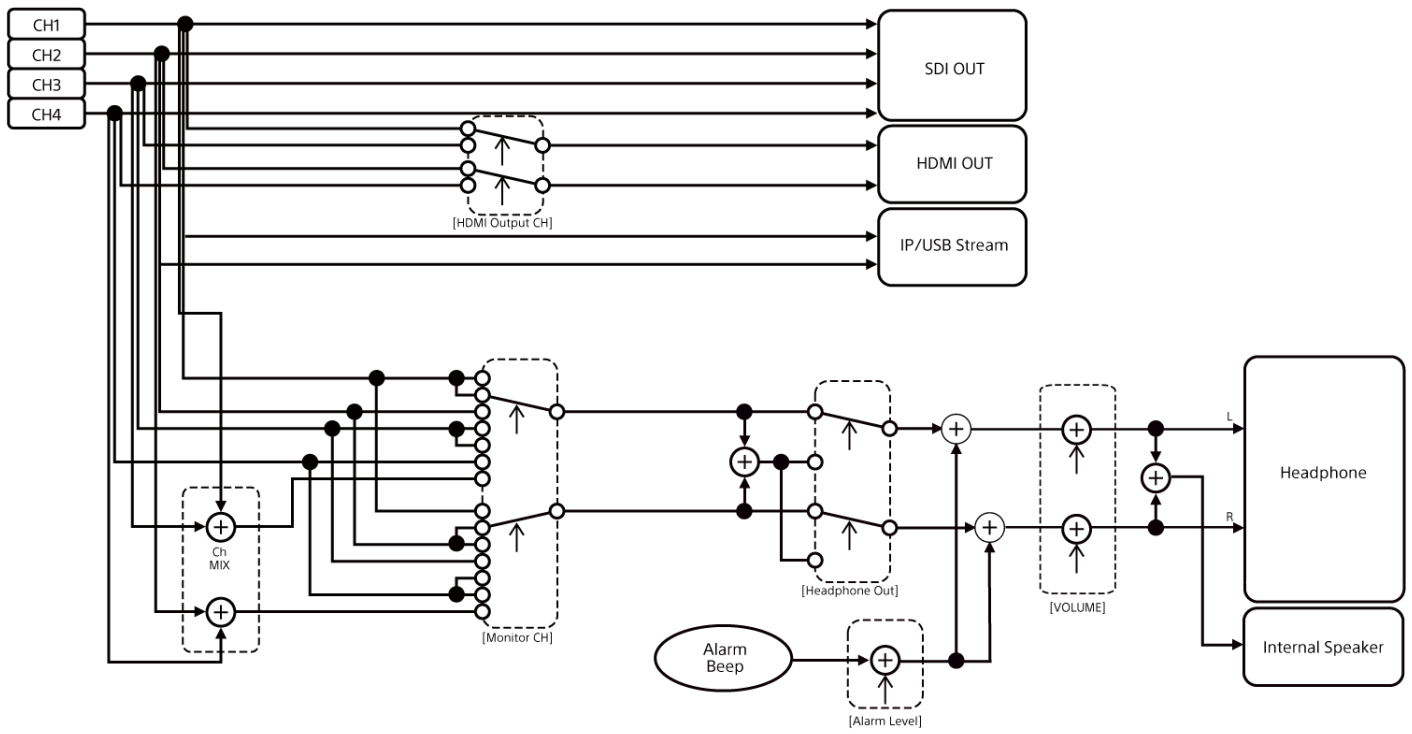 CH1
CH2
CH3
CH4
SDI OUT
HDMI OUT
[HDMI Output CH]
IP/USB Stream
Ch
MIX
[Monitor CH]
[Headphone Out]
[VOLUME]
L
R
Headphone
Internal Speaker
Alarm
Beep
[Alarm Level]